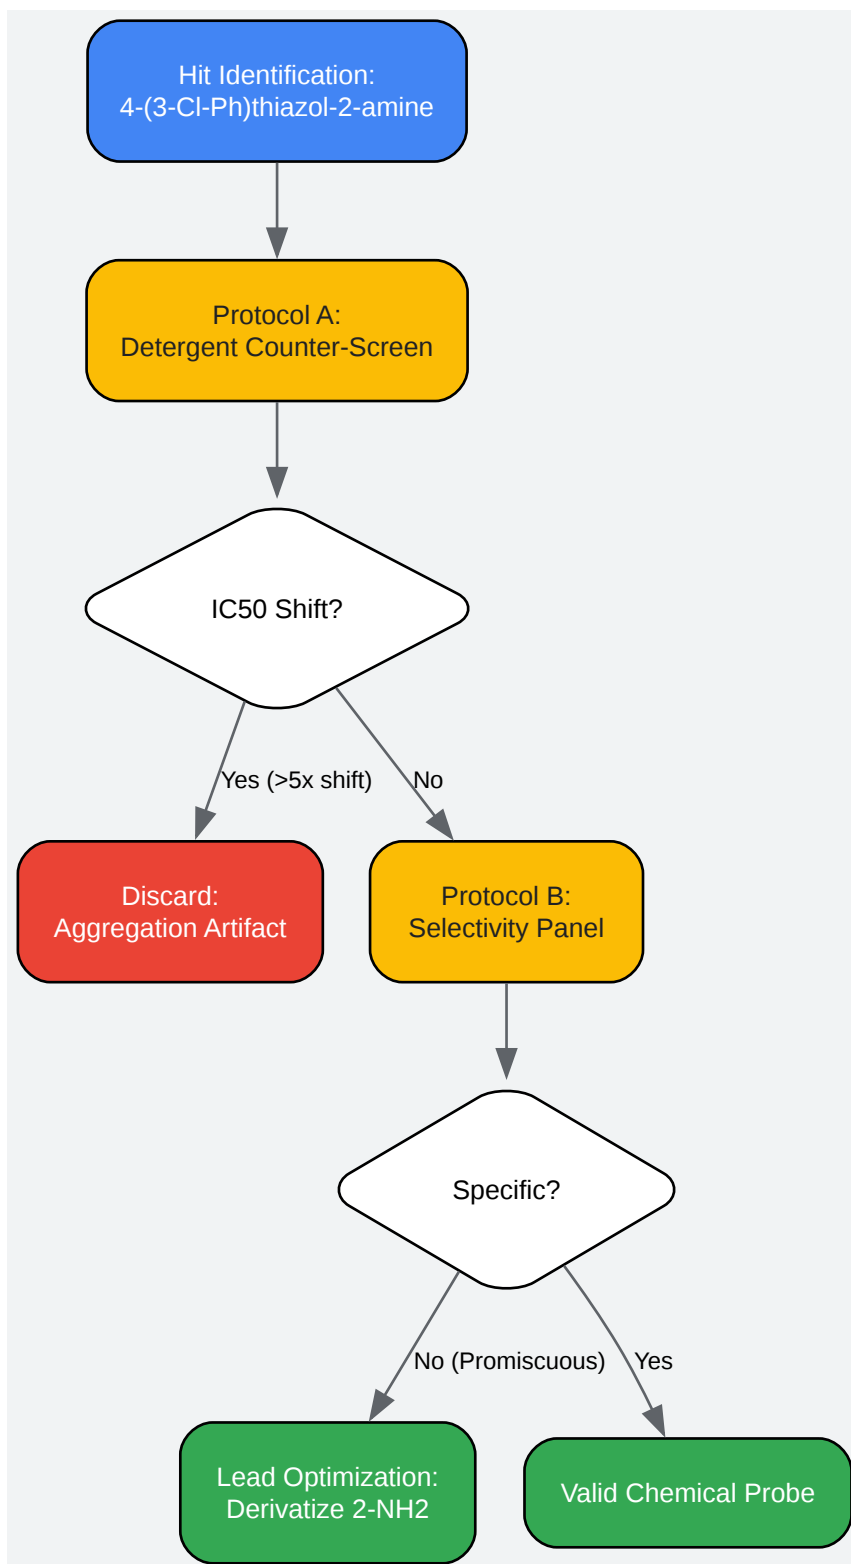 Hit Identification:
4-(3-Cl-Ph)thiazol-2-amine
Protocol A:
Detergent Counter-Screen
IC50 Shift?
Yes (>5x shift)
No
Discard:
Aggregation Artifact
Protocol B:
Selectivity Panel
Specific?
No (Promiscuous)
Yes
Lead Optimization:
Derivatize 2-NH2
Valid Chemical Probe